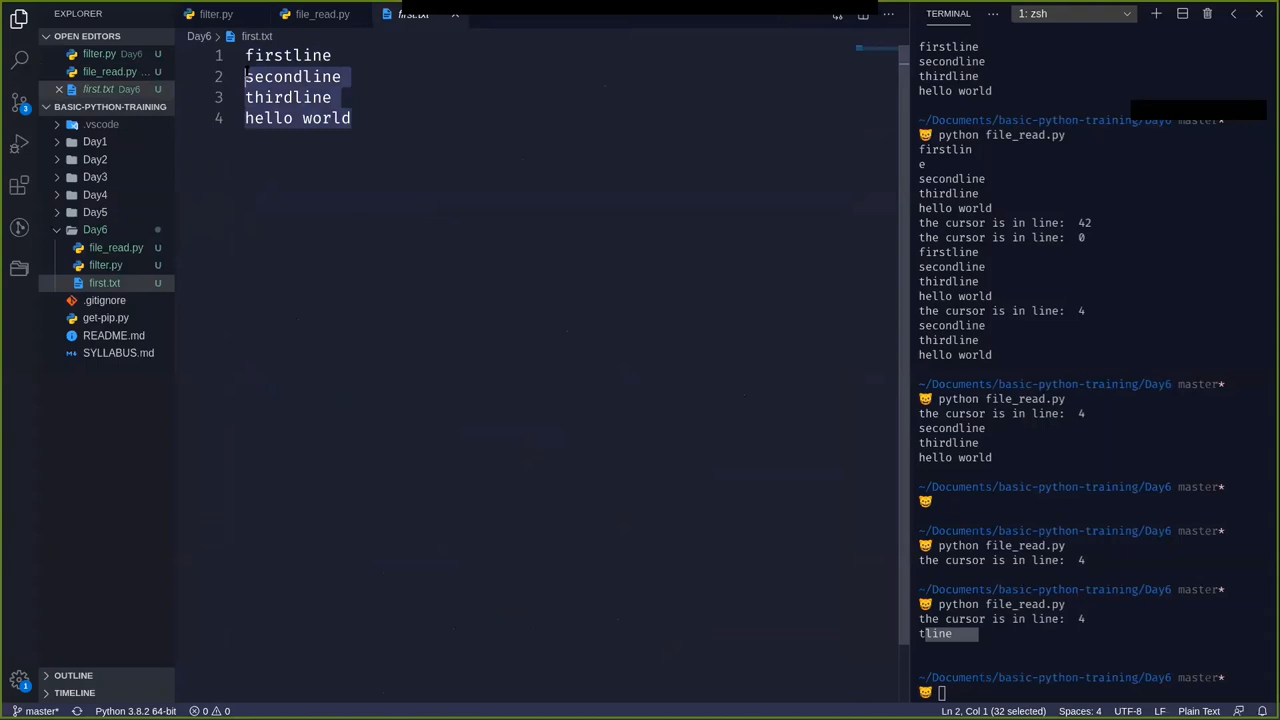 EXPLORER
OPEN EDITORS
filter.py Day6
file_read.py ...
first.txt Day6
BASIC-PYTHON-TRAINING
.vscode
Day1
Day2
Day3
Day4
Day5
Day6
file_read.py U
filter.py U
first.txt U
.gitignore
get-pip.py
README.md
SYLLABUS.md
OUTLINE
TIMELINE
3
1
filter.py
file_read.py
first.txt
Day6 > first.txt
1 firstline
2 secondline
3 thirdline
4 hello world
TERMINAL ... 1: zsh
firstline
secondline
thirdline
hello world
~/Documents/basic-python-training/Day6 master*
python file_read.py
firstlin
e
secondline
thirdline
hello world
the cursor is in line:  42
the cursor is in line:  0
firstline
secondline
thirdline
hello world
the cursor is in line:  4
secondline
thirdline
hello world
~/Documents/basic-python-training/Day6 master*
python file_read.py
the cursor is in line:  4
secondline
thirdline
hello world
~/Documents/basic-python-training/Day6 master*
~/Documents/basic-python-training/Day6 master*
python file_read.py
the cursor is in line:  4
~/Documents/basic-python-training/Day6 master*
python file_read.py
the cursor is in line:  4
tline
~/Documents/basic-python-training/Day6 master*
master* Python 3.8.2 64-bit 0 0 Ln 2, Col 1 (32 selected) Spaces: 4 UTF-8 LF Plain Text